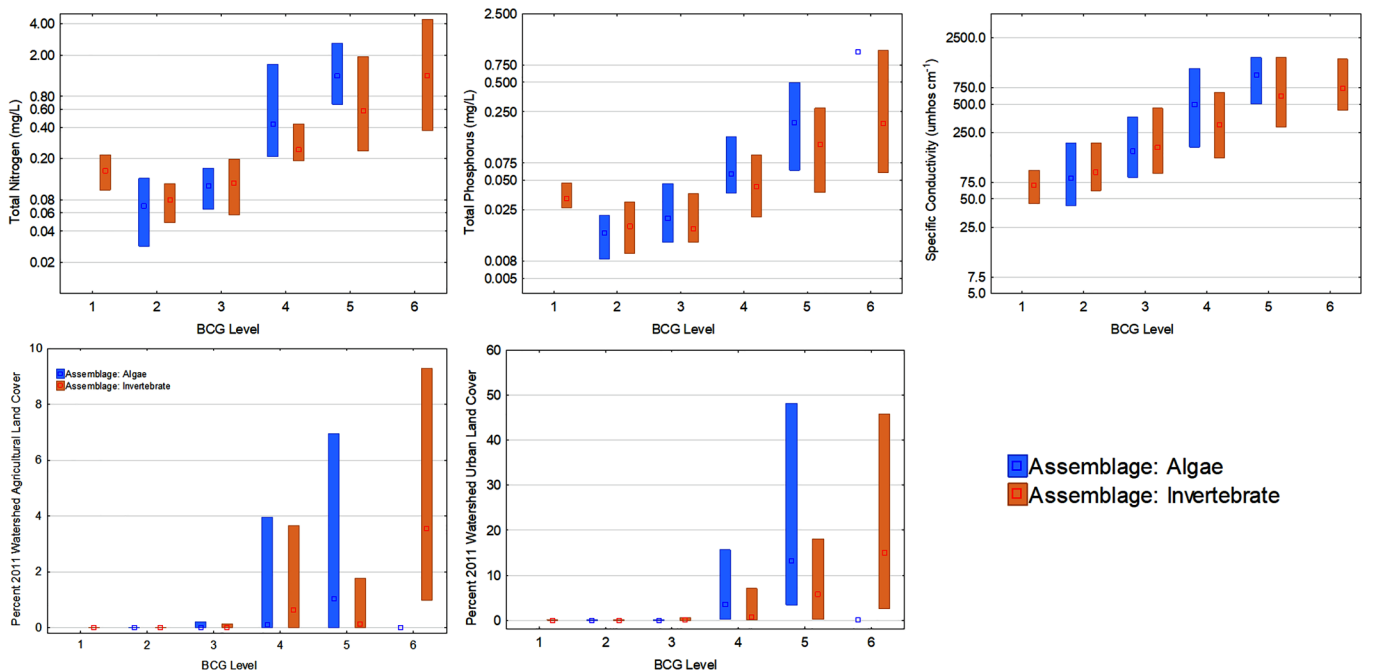 Total Nitrogen (mg/L)
4.00
2.00
0.80
0.60
0.40
0.20
0.08
0.06
0.04
0.02
1 2 3 4 5 6
BCG Level
Total Phosphorus (mg/L)
2.500
0.750
0.500
0.250
0.075
0.050
0.025
0.008
0.005
1 2 3 4 5 6
BCG Level
Specific Conductivity (umhos cm⁻¹)
2500.0
750.0
500.0
250.0
75.0
50.0
25.0
7.5
5.0
1 2 3 4 5 6
BCG Level
Percent 2011 Watershed Agricultural Land Cover
10
8
6
4
2
0
Assemblage: Algae
Assemblage: Invertebrate
1 2 3 4 5 6
BCG Level
Percent 2011 Watershed Urban Land Cover
60
50
40
30
20
10
0
1 2 3 4 5 6
BCG Level
Assemblage: Algae
Assemblage: Invertebrate